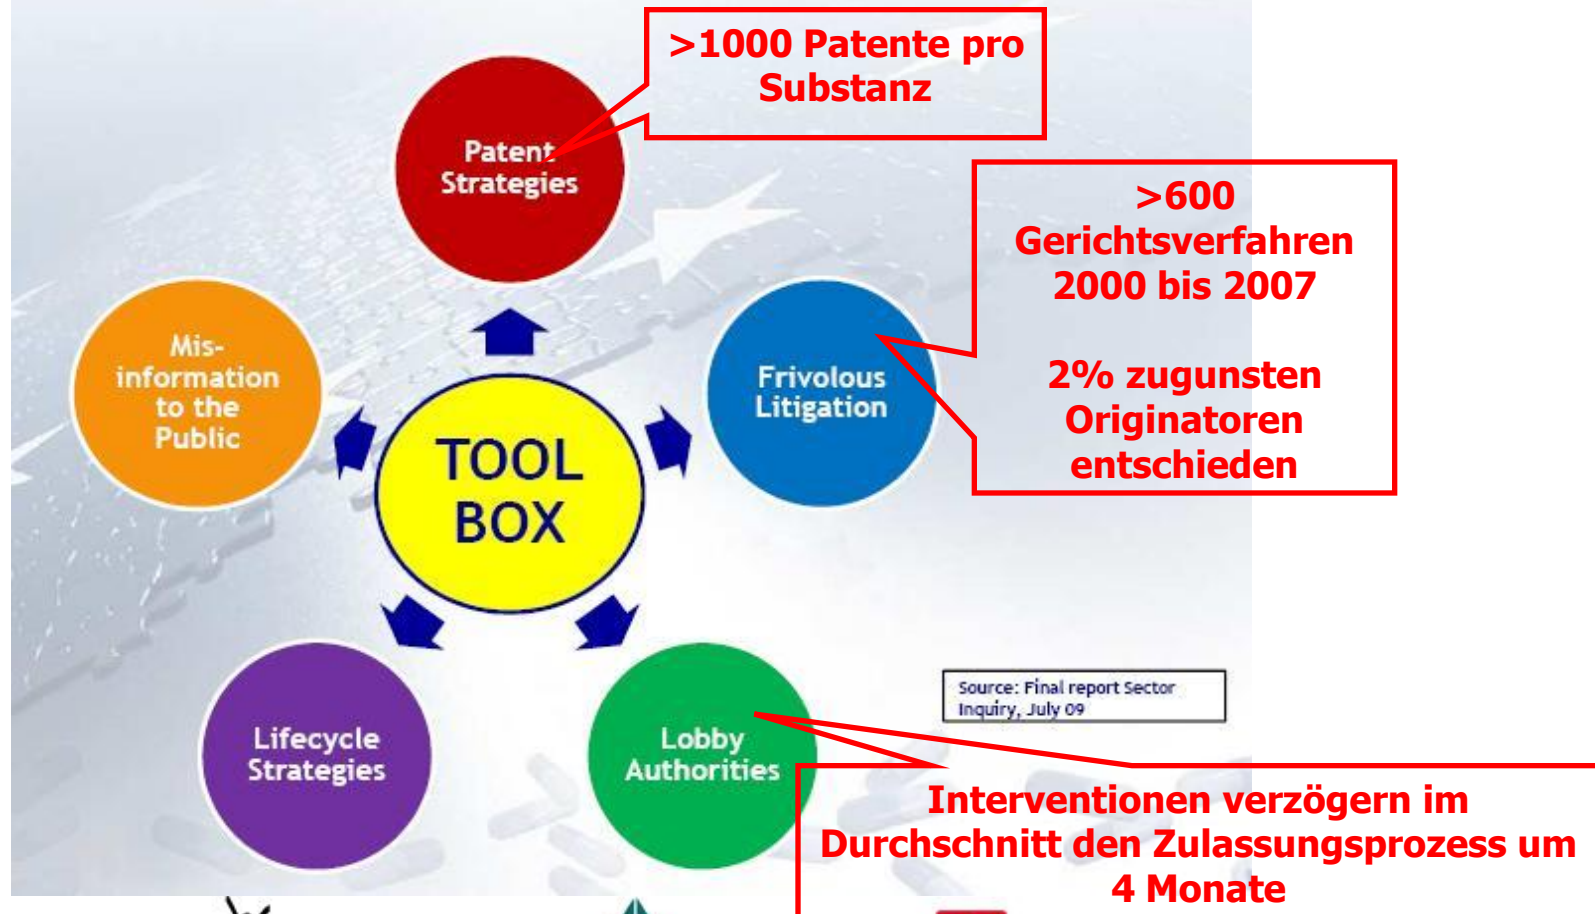 >1000 Patente pro
Substanz
Patent
Strategies
>600
Gerichtsverfahren
2000 bis 2007
2% zugunsten
Originatoren
entschieden
Mis-
information
to the
Public
Frivolous
Litigation
TOOL
BOX
Lifecycle
Strategies
Lobby
Authorities
Source: Final report Sector
Inquiry, July 09
Interventionen verzögern im
Durchschnitt den Zulassungsprozess um
4 Monate